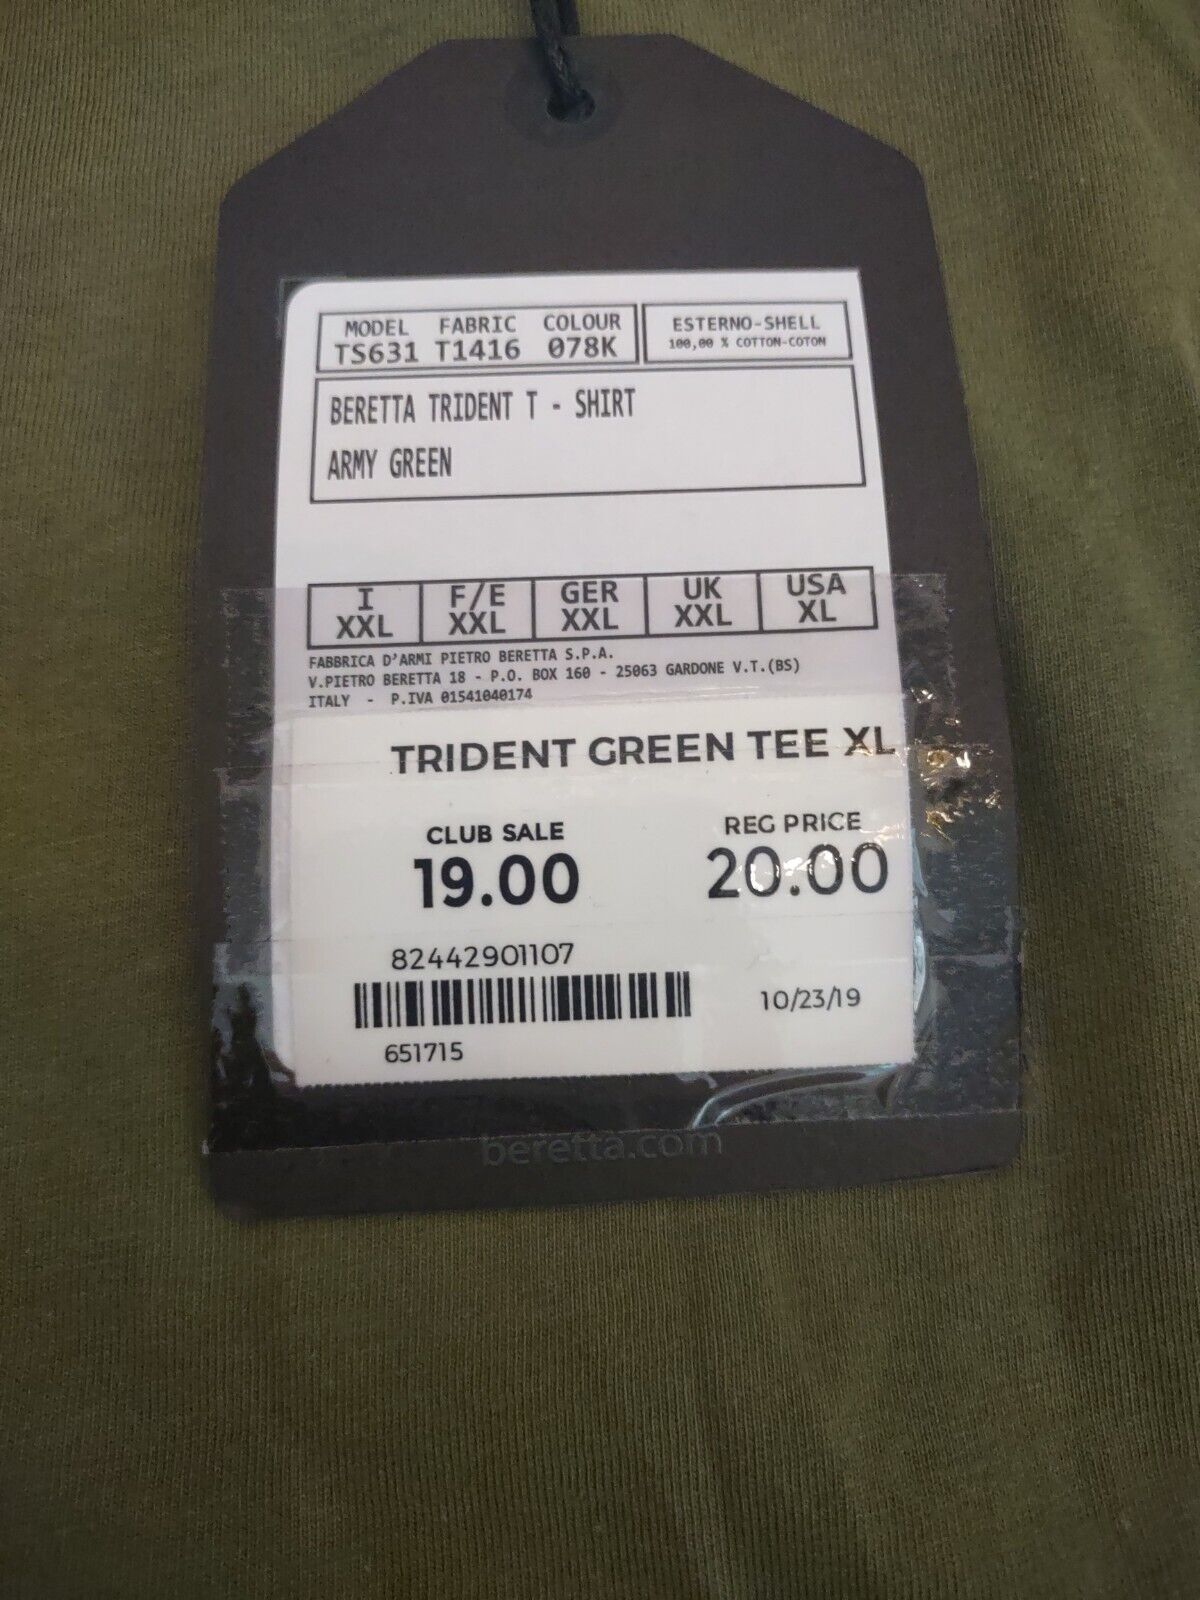 MODEL FABRIC COLOUR
TS631 T1416 078K
ESTERNO-SHELL
100,00 % COTTON-COTON
BERETTA TRIDENT T - SHIRT
ARMY GREEN
I F/E GER UK USA
XXL XXL XXL XXL XL
FABBRICA D'ARMI PIETRO BERETTA S.P.A.
V.PIETRO BERETTA 18 - P.O. BOX 160 - 25063 GARDONE V.T.(BS)
ITALY - P.IVA 01541040174
TRIDENT GREEN TEE XL
CLUB SALE REG PRICE
19.00 20.00
82442901107
10/23/19
651715
beretta.com